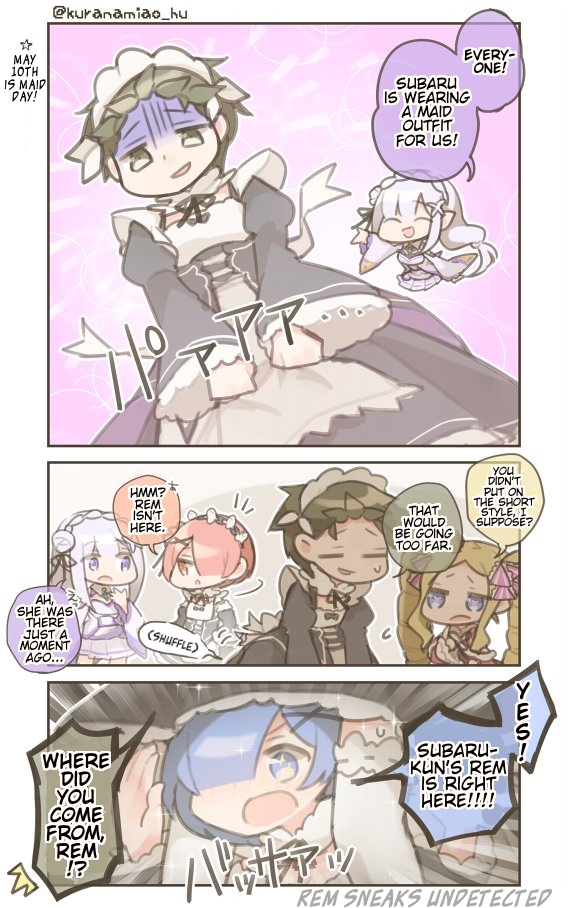 @kuranamiao_hu
☆
MAY
10TH
IS MAID
DAY!
EVERY-
ONE!
SUBARU
IS WEARING
A MAID
OUTFIT
FOR US!
パァアァァ…
YOU
DIDN'T
PUT ON
THE SHORT
STYLE, I
SUPPOSE?
THAT
WOULD
BE GOING
TOO FAR.
HMM?
REM
ISN'T
HERE.
AH,
SHE WAS
THERE
JUST A
MOMENT
AGO...
(SHUFFLE)
YES!
SUBARU-
KUN'S REM
IS RIGHT
HERE!!!!
WHERE
DID
YOU
COME
FROM,
REM
!?
バッサァッ
REM SNEAKS UNDETECTED